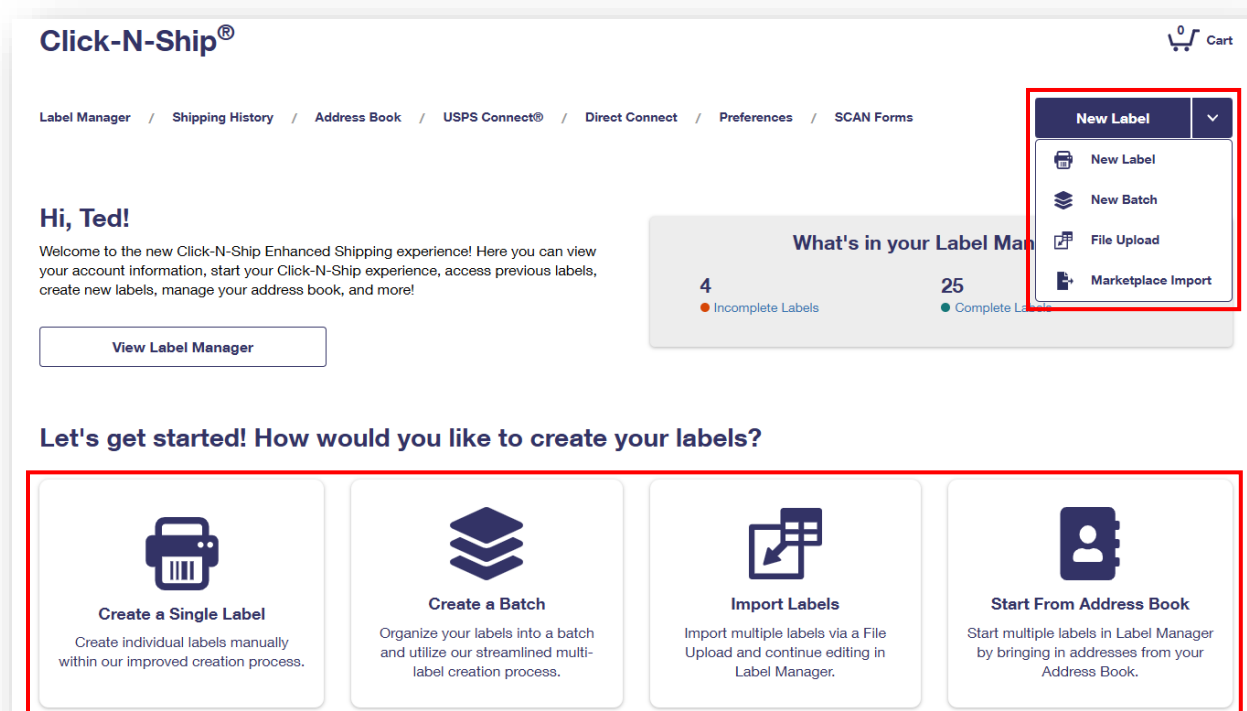 Click-N-Ship®
0
Cart
Label Manager / Shipping History / Address Book / USPS Connect® / Direct Connect / Preferences / SCAN Forms
New Label
New Label
New Batch
File Upload
Marketplace Import
Hi, Ted!
Welcome to the new Click-N-Ship Enhanced Shipping experience! Here you can view
your account information, start your Click-N-Ship experience, access previous labels,
create new labels, manage your address book, and more!
View Label Manager
What's in your Label Man
4
Incomplete Labels
25
Complete Labels
Let's get started! How would you like to create your labels?
Create a Single Label
Create individual labels manually
within our improved creation process.
Create a Batch
Organize your labels into a batch
and utilize our streamlined multi-
label creation process.
Import Labels
Import multiple labels via a File
Upload and continue editing in
Label Manager.
Start From Address Book
Start multiple labels in Label Manager
by bringing in addresses from your
Address Book.